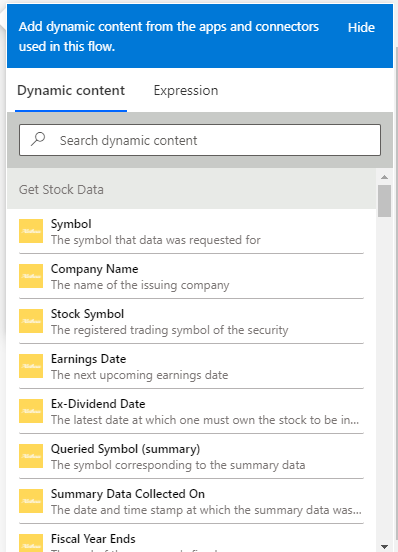 Add dynamic content from the apps and connectors
used in this flow.
Hide
Dynamic content
Expression
Search dynamic content
Get Stock Data
Symbol
The symbol that data was requested for
Company Name
The name of the issuing company
Stock Symbol
The registered trading symbol of the security
Earnings Date
The next upcoming earnings date
Ex-Dividend Date
The latest date at which one must own the stock to be in...
Queried Symbol (summary)
The symbol corresponding to the summary data
Summary Data Collected On
The date and time stamp at which the summary data was...
Fiscal Year Ends